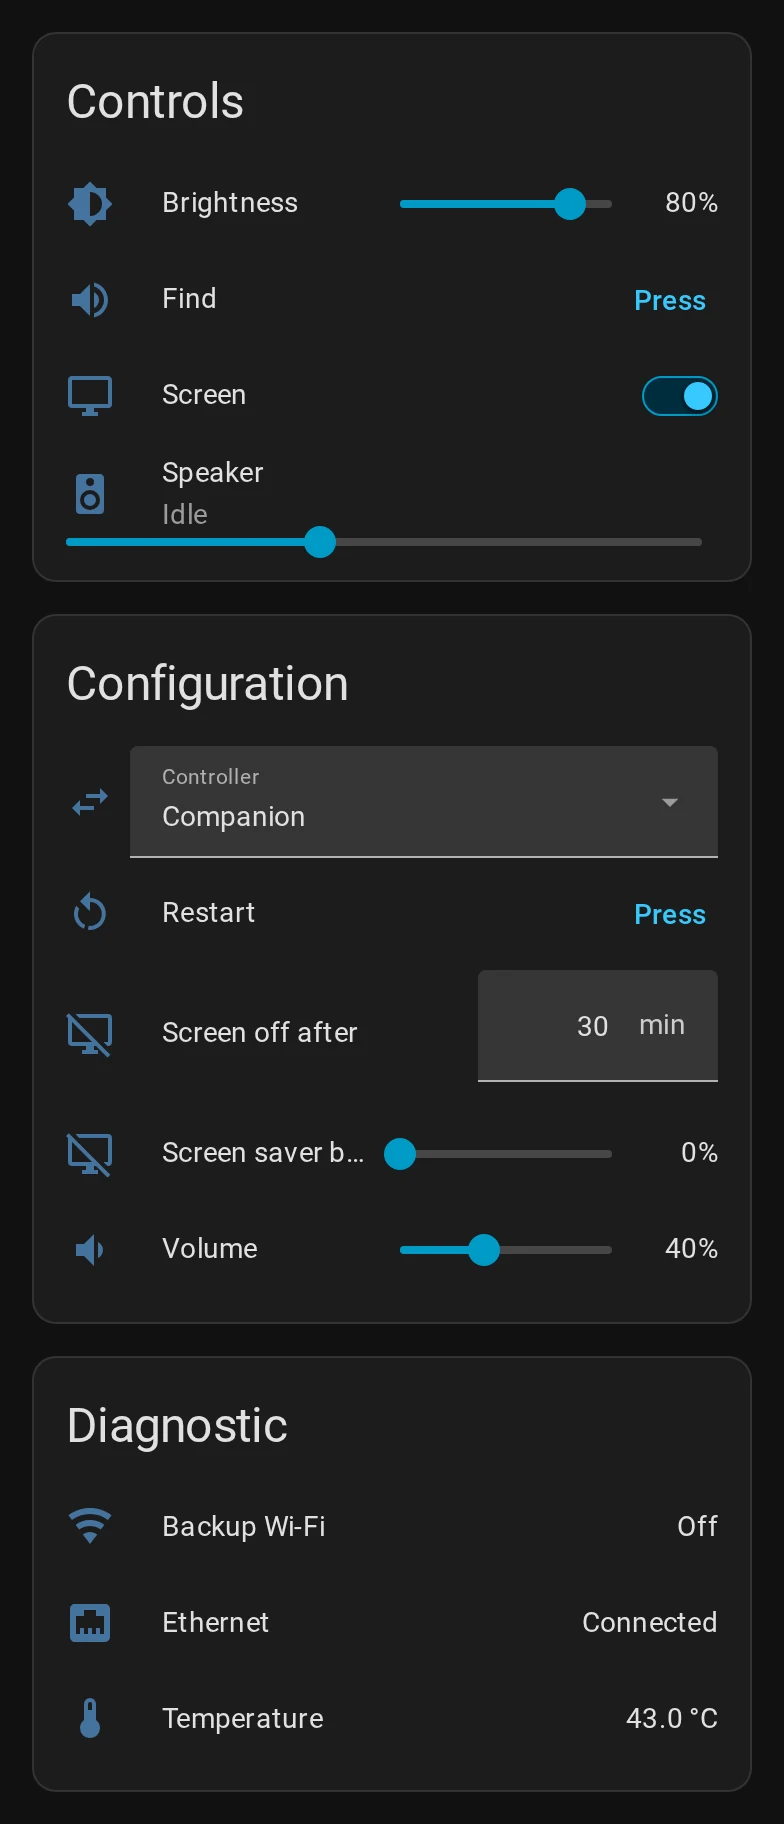 Controls
Brightness 80%
Find Press
Screen
Speaker
Idle
Configuration
Controller
Companion
Restart Press
Screen off after 30 min
Screen saver b... 0%
Volume 40%
Diagnostic
Backup Wi-Fi Off
Ethernet Connected
Temperature 43.0 °C